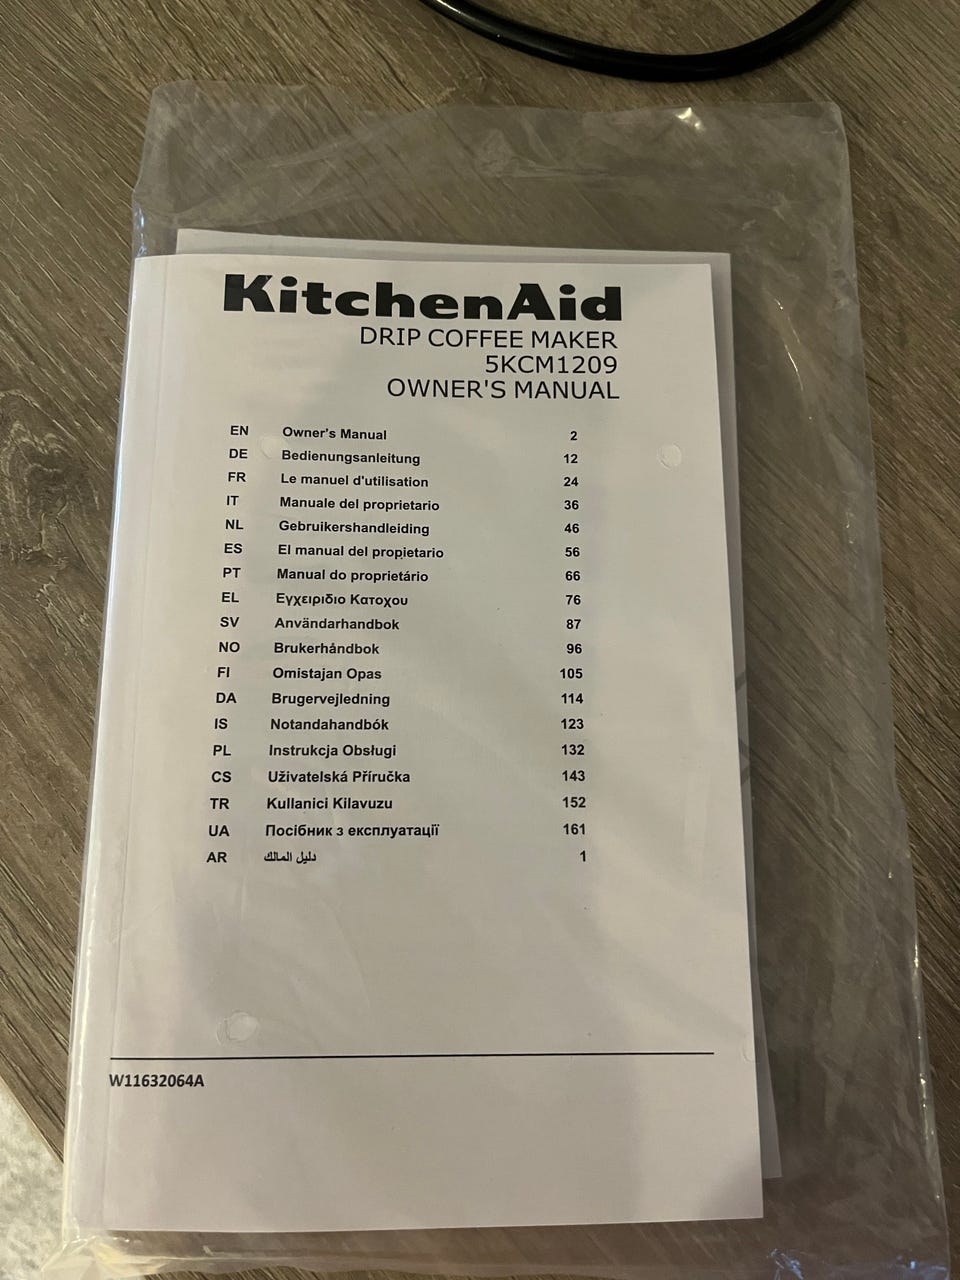 KitchenAid
DRIP COFFEE MAKER
5KCM1209
OWNER'S MANUAL
EN Owner's Manual 2
DE Bedienungsanleitung 12
FR Le manuel d'utilisation 24
IT Manuale del proprietario 36
NL Gebruikershandleiding 46
ES El manual del propietario 56
PT Manual do proprietário 66
EL Εγχειριδιο Κατοχου 76
SV Användarhandbok 87
NO Brukerhåndbok 96
FI Omistajan Opas 105
DA Brugervejledning 114
IS Notandahandbók 123
PL Instrukcja Obsługi 132
CS Uživatelská Příručka 143
TR Kullanici Kilavuzu 152
UA Посібник з експлуатації 161
AR دليل المالك 1
W11632064A